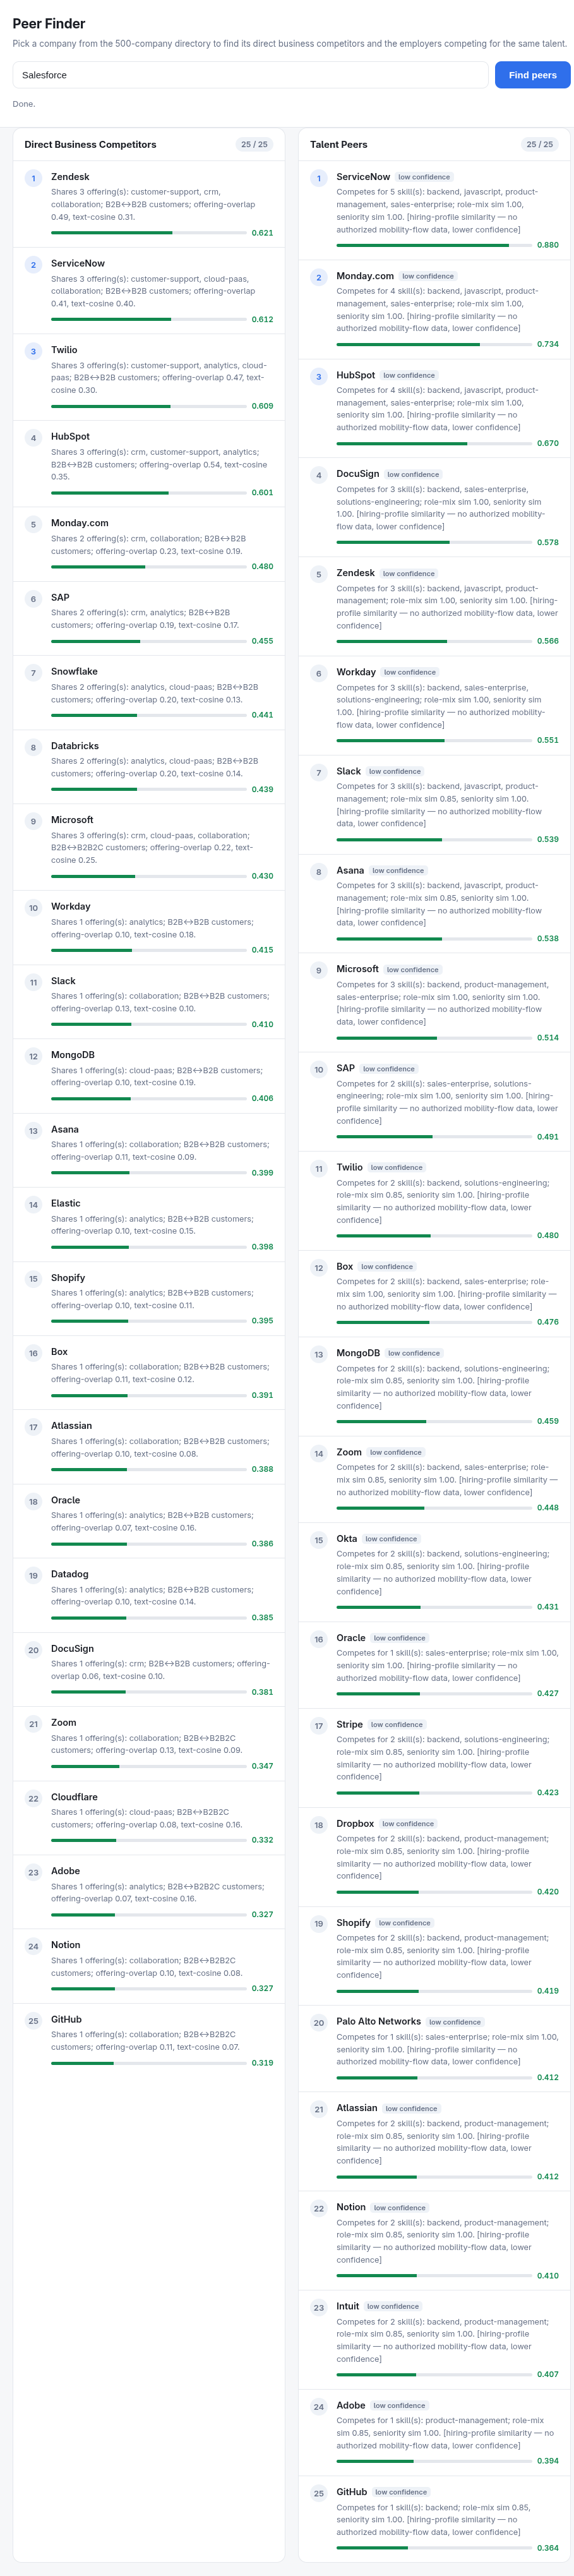 Peer Finder
Pick a company from the 500-company directory to find its direct business competitors and the employers competing for the same talent.
Salesforce
Find peers
Done.
Direct Business Competitors
25 / 25
1
Zendesk
Shares 3 offering(s): customer-support, crm,
collaboration; B2B↔B2B customers; offering-overlap
0.49, text-cosine 0.31.
0.621
2
ServiceNow
Shares 3 offering(s): customer-support, cloud-paas,
collaboration; B2B↔B2B customers; offering-overlap
0.41, text-cosine 0.40.
0.612
3
Twilio
Shares 3 offering(s): customer-support, analytics, cloud-
paas; B2B↔B2B customers; offering-overlap 0.47, text-
cosine 0.30.
0.609
4
HubSpot
Shares 3 offering(s): crm, customer-support, analytics;
B2B↔B2B customers; offering-overlap 0.54, text-cosine
0.35.
0.601
5
Monday.com
Shares 2 offering(s): crm, collaboration; B2B↔B2B
customers; offering-overlap 0.23, text-cosine 0.19.
0.480
6
SAP
Shares 2 offering(s): crm, analytics; B2B↔B2B
customers; offering-overlap 0.19, text-cosine 0.17.
0.455
7
Snowflake
Shares 2 offering(s): analytics, cloud-paas; B2B↔B2B
customers; offering-overlap 0.20, text-cosine 0.13.
0.441
8
Databricks
Shares 2 offering(s): analytics, cloud-paas; B2B↔B2B
customers; offering-overlap 0.20, text-cosine 0.14.
0.439
9
Microsoft
Shares 3 offering(s): crm, cloud-paas, collaboration;
B2B↔B2B2C customers; offering-overlap 0.22, text-
cosine 0.25.
0.430
10
Workday
Shares 1 offering(s): analytics; B2B↔B2B customers;
offering-overlap 0.10, text-cosine 0.18.
0.415
11
Slack
Shares 1 offering(s): collaboration; B2B↔B2B customers;
offering-overlap 0.13, text-cosine 0.10.
0.410
12
MongoDB
Shares 1 offering(s): cloud-paas; B2B↔B2B customers;
offering-overlap 0.10, text-cosine 0.19.
0.406
13
Asana
Shares 1 offering(s): collaboration; B2B↔B2B customers;
offering-overlap 0.11, text-cosine 0.09.
0.399
14
Elastic
Shares 1 offering(s): analytics; B2B↔B2B customers;
offering-overlap 0.10, text-cosine 0.15.
0.398
15
Shopify
Shares 1 offering(s): analytics; B2B↔B2B customers;
offering-overlap 0.10, text-cosine 0.11.
0.395
16
Box
Shares 1 offering(s): collaboration; B2B↔B2B customers;
offering-overlap 0.11, text-cosine 0.12.
0.391
17
Atlassian
Shares 1 offering(s): collaboration; B2B↔B2B customers;
offering-overlap 0.10, text-cosine 0.08.
0.388
18
Oracle
Shares 1 offering(s): analytics; B2B↔B2B customers;
offering-overlap 0.07, text-cosine 0.16.
0.386
19
Datadog
Shares 1 offering(s): analytics; B2B↔B2B customers;
offering-overlap 0.10, text-cosine 0.14.
0.385
20
DocuSign
Shares 1 offering(s): crm; B2B↔B2B customers; offering-
overlap 0.06, text-cosine 0.10.
0.381
21
Zoom
Shares 1 offering(s): collaboration; B2B↔B2B2C
customers; offering-overlap 0.13, text-cosine 0.09.
0.347
22
Cloudflare
Shares 1 offering(s): cloud-paas; B2B↔B2B2C
customers; offering-overlap 0.08, text-cosine 0.16.
0.332
23
Adobe
Shares 1 offering(s): analytics; B2B↔B2B2C customers;
offering-overlap 0.07, text-cosine 0.16.
0.327
24
Notion
Shares 1 offering(s): collaboration; B2B↔B2B2C
customers; offering-overlap 0.10, text-cosine 0.08.
0.327
25
GitHub
Shares 1 offering(s): collaboration; B2B↔B2B2C
customers; offering-overlap 0.11, text-cosine 0.07.
0.319
Talent Peers
25 / 25
1
ServiceNow low confidence
Competes for 5 skill(s): backend, javascript, product-
management, sales-enterprise; role-mix sim 1.00,
seniority sim 1.00. [hiring-profile similarity — no
authorized mobility-flow data, lower confidence]
0.880
2
Monday.com low confidence
Competes for 4 skill(s): backend, javascript, product-
management, sales-enterprise; role-mix sim 1.00,
seniority sim 1.00. [hiring-profile similarity — no
authorized mobility-flow data, lower confidence]
0.734
3
HubSpot low confidence
Competes for 4 skill(s): backend, javascript, product-
management, sales-enterprise; role-mix sim 1.00,
seniority sim 1.00. [hiring-profile similarity — no
authorized mobility-flow data, lower confidence]
0.670
4
DocuSign low confidence
Competes for 3 skill(s): backend, sales-enterprise,
solutions-engineering; role-mix sim 1.00, seniority sim
1.00. [hiring-profile similarity — no authorized mobility-
flow data, lower confidence]
0.578
5
Zendesk low confidence
Competes for 3 skill(s): backend, javascript, product-
management; role-mix sim 1.00, seniority sim 1.00. [hiring-
profile similarity — no authorized mobility-flow data, lower
confidence]
0.566
6
Workday low confidence
Competes for 3 skill(s): backend, sales-enterprise,
solutions-engineering; role-mix sim 1.00, seniority sim
1.00. [hiring-profile similarity — no authorized mobility-
flow data, lower confidence]
0.551
7
Slack low confidence
Competes for 3 skill(s): backend, javascript, product-
management; role-mix sim 0.85, seniority sim 1.00.
[hiring-profile similarity — no authorized mobility-flow
data, lower confidence]
0.539
8
Asana low confidence
Competes for 3 skill(s): backend, javascript, product-
management; role-mix sim 0.85, seniority sim 1.00.
[hiring-profile similarity — no authorized mobility-flow
data, lower confidence]
0.538
9
Microsoft low confidence
Competes for 3 skill(s): backend, product-management,
sales-enterprise; role-mix sim 1.00, seniority sim 1.00.
[hiring-profile similarity — no authorized mobility-flow
data, lower confidence]
0.514
10
SAP low confidence
Competes for 2 skill(s): sales-enterprise, solutions-
engineering; role-mix sim 1.00, seniority sim 1.00. [hiring-
profile similarity — no authorized mobility-flow data, lower
confidence]
0.491
11
Twilio low confidence
Competes for 2 skill(s): backend, solutions-engineering;
role-mix sim 0.85, seniority sim 1.00. [hiring-profile
similarity — no authorized mobility-flow data, lower
confidence]
0.480
12
Box low confidence
Competes for 2 skill(s): backend, sales-enterprise; role-
mix sim 1.00, seniority sim 1.00. [hiring-profile similarity —
no authorized mobility-flow data, lower confidence]
0.476
13
MongoDB low confidence
Competes for 2 skill(s): backend, solutions-engineering;
role-mix sim 0.85, seniority sim 1.00. [hiring-profile
similarity — no authorized mobility-flow data, lower
confidence]
0.459
14
Zoom low confidence
Competes for 2 skill(s): backend, sales-enterprise; role-
mix sim 0.85, seniority sim 1.00. [hiring-profile similarity —
no authorized mobility-flow data, lower confidence]
0.448
15
Okta low confidence
Competes for 2 skill(s): backend, solutions-engineering;
role-mix sim 0.85, seniority sim 1.00. [hiring-profile
similarity — no authorized mobility-flow data, lower
confidence]
0.431
16
Oracle low confidence
Competes for 1 skill(s): sales-enterprise; role-mix sim 1.00,
seniority sim 1.00. [hiring-profile similarity — no
authorized mobility-flow data, lower confidence]
0.427
17
Stripe low confidence
Competes for 2 skill(s): backend, solutions-engineering;
role-mix sim 0.85, seniority sim 1.00. [hiring-profile
similarity — no authorized mobility-flow data, lower
confidence]
0.423
18
Dropbox low confidence
Competes for 2 skill(s): backend, product-management;
role-mix sim 0.85, seniority sim 1.00. [hiring-profile
similarity — no authorized mobility-flow data, lower
confidence]
0.420
19
Shopify low confidence
Competes for 2 skill(s): backend, product-management;
role-mix sim 0.85, seniority sim 1.00. [hiring-profile
similarity — no authorized mobility-flow data, lower
confidence]
0.419
20
Palo Alto Networks low confidence
Competes for 1 skill(s): sales-enterprise; role-mix sim 1.00,
seniority sim 1.00. [hiring-profile similarity — no
authorized mobility-flow data, lower confidence]
0.412
21
Atlassian low confidence
Competes for 2 skill(s): backend, product-management;
role-mix sim 0.85, seniority sim 1.00. [hiring-profile
similarity — no authorized mobility-flow data, lower
confidence]
0.412
22
Notion low confidence
Competes for 2 skill(s): backend, product-management;
role-mix sim 0.85, seniority sim 1.00. [hiring-profile
similarity — no authorized mobility-flow data, lower
confidence]
0.410
23
Intuit low confidence
Competes for 2 skill(s): backend, product-management;
role-mix sim 0.85, seniority sim 1.00. [hiring-profile
similarity — no authorized mobility-flow data, lower
confidence]
0.407
24
Adobe low confidence
Competes for 1 skill(s): product-management; role-mix
sim 0.85, seniority sim 1.00. [hiring-profile similarity — no
authorized mobility-flow data, lower confidence]
0.394
25
GitHub low confidence
Competes for 1 skill(s): backend; role-mix sim 0.85,
seniority sim 1.00. [hiring-profile similarity — no
authorized mobility-flow data, lower confidence]
0.364